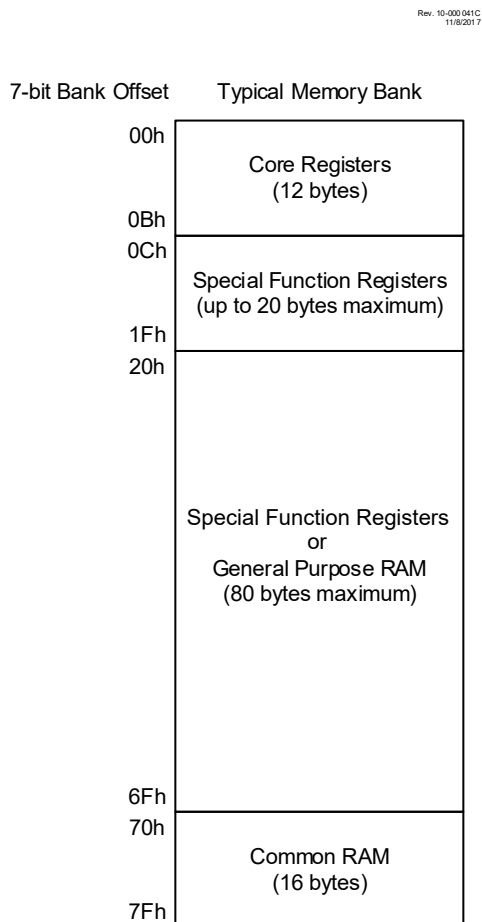 Rev. 10-000 041C
11/8/2017
7-bit Bank Offset Typical Memory Bank
00h
Core Registers
(12 bytes)
0Bh
0Ch
Special Function Registers
(up to 20 bytes maximum)
1Fh
20h
Special Function Registers
or
General Purpose RAM
(80 bytes maximum)
6Fh
70h
Common RAM
(16 bytes)
7Fh